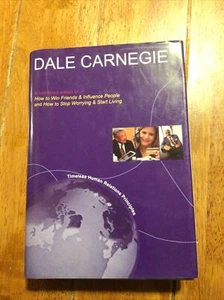 DALE CARNEGIE
How to Win Friends & Influence People
and How to Stop Worrying & Start Living
Timeless Human Relations Principles